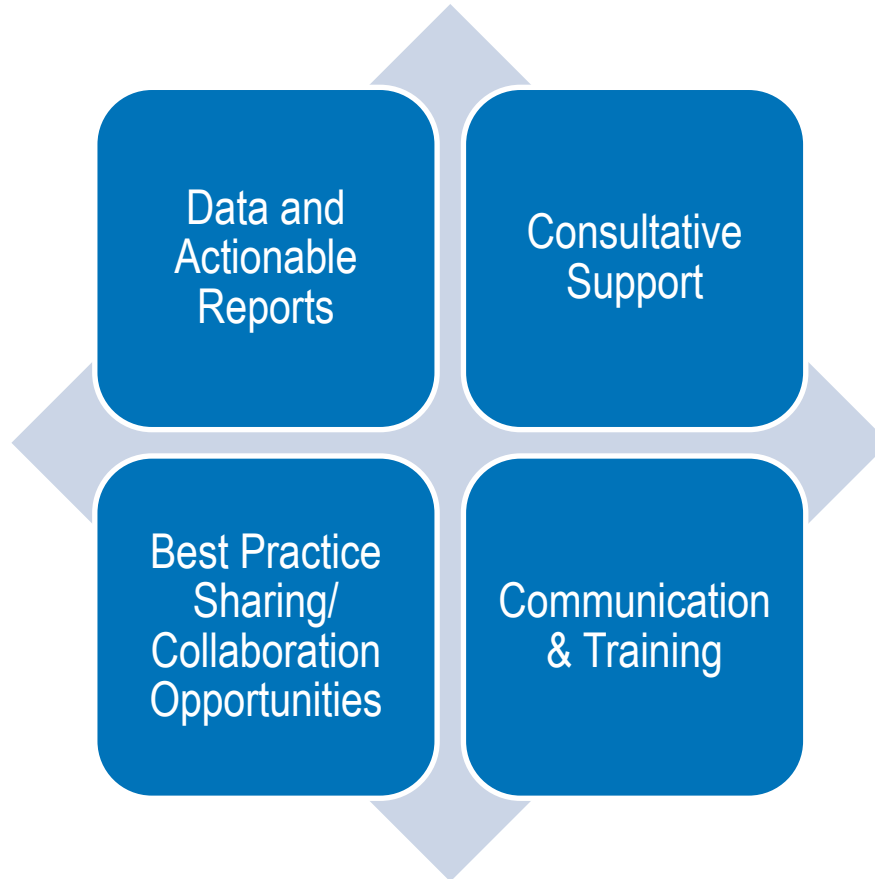 Data and
Actionable
Reports
Consultative
Support
Best Practice
Sharing/
Collaboration
Opportunities
Communication
& Training